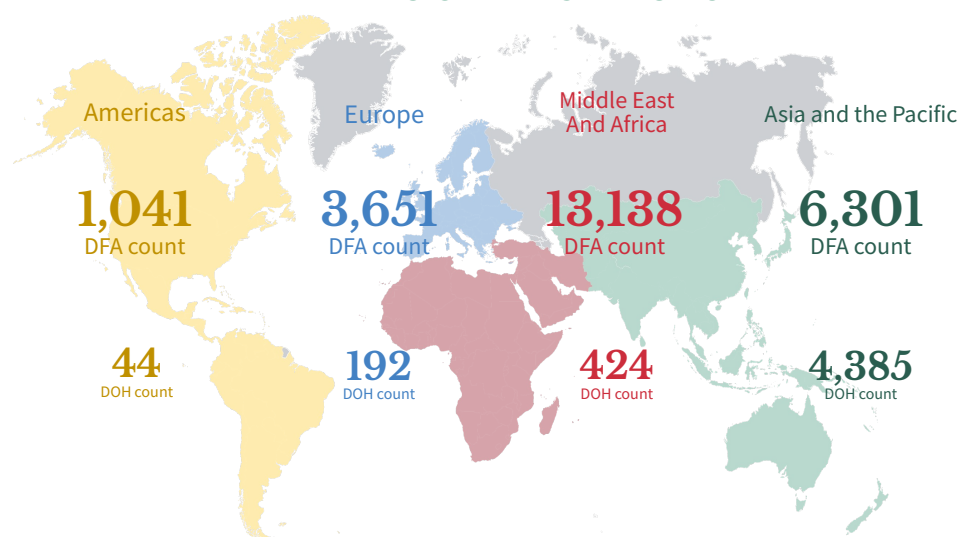 Americas
1,041
DFA count
44
DOH count
Europe
3,651
DFA count
192
DOH count
Middle East
And Africa
13,138
DFA count
424
DOH count
Asia and the Pacific
6,301
DFA count
4,385
DOH count